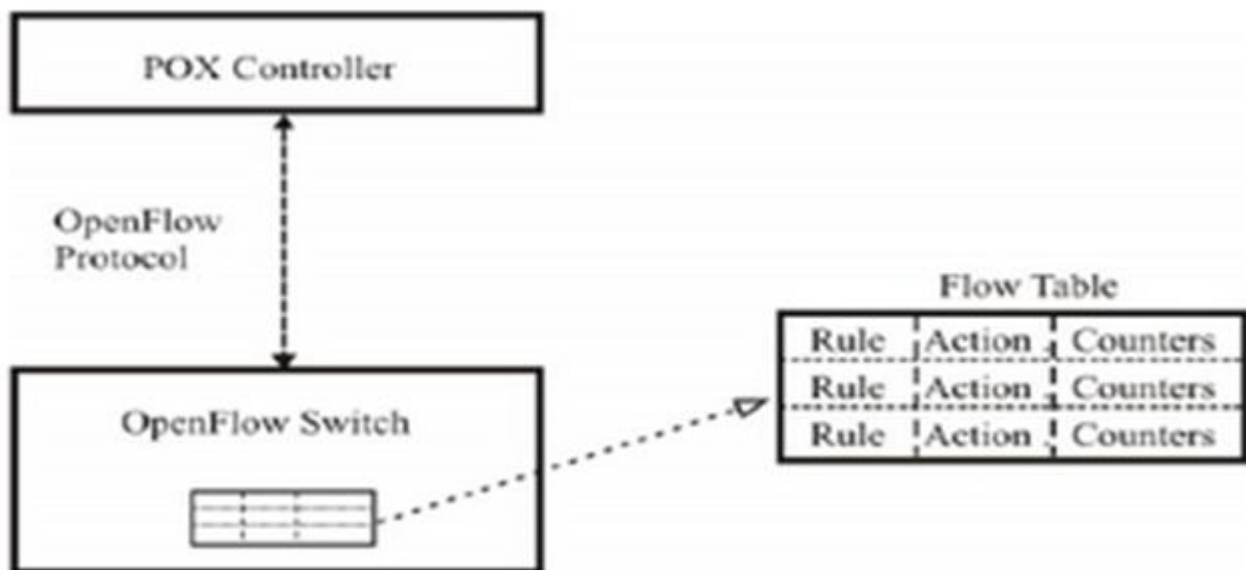 POX Controller
OpenFlow
Protocol
Flow Table
Rule Action Counters
Rule Action Counters
Rule Action Counters
OpenFlow Switch